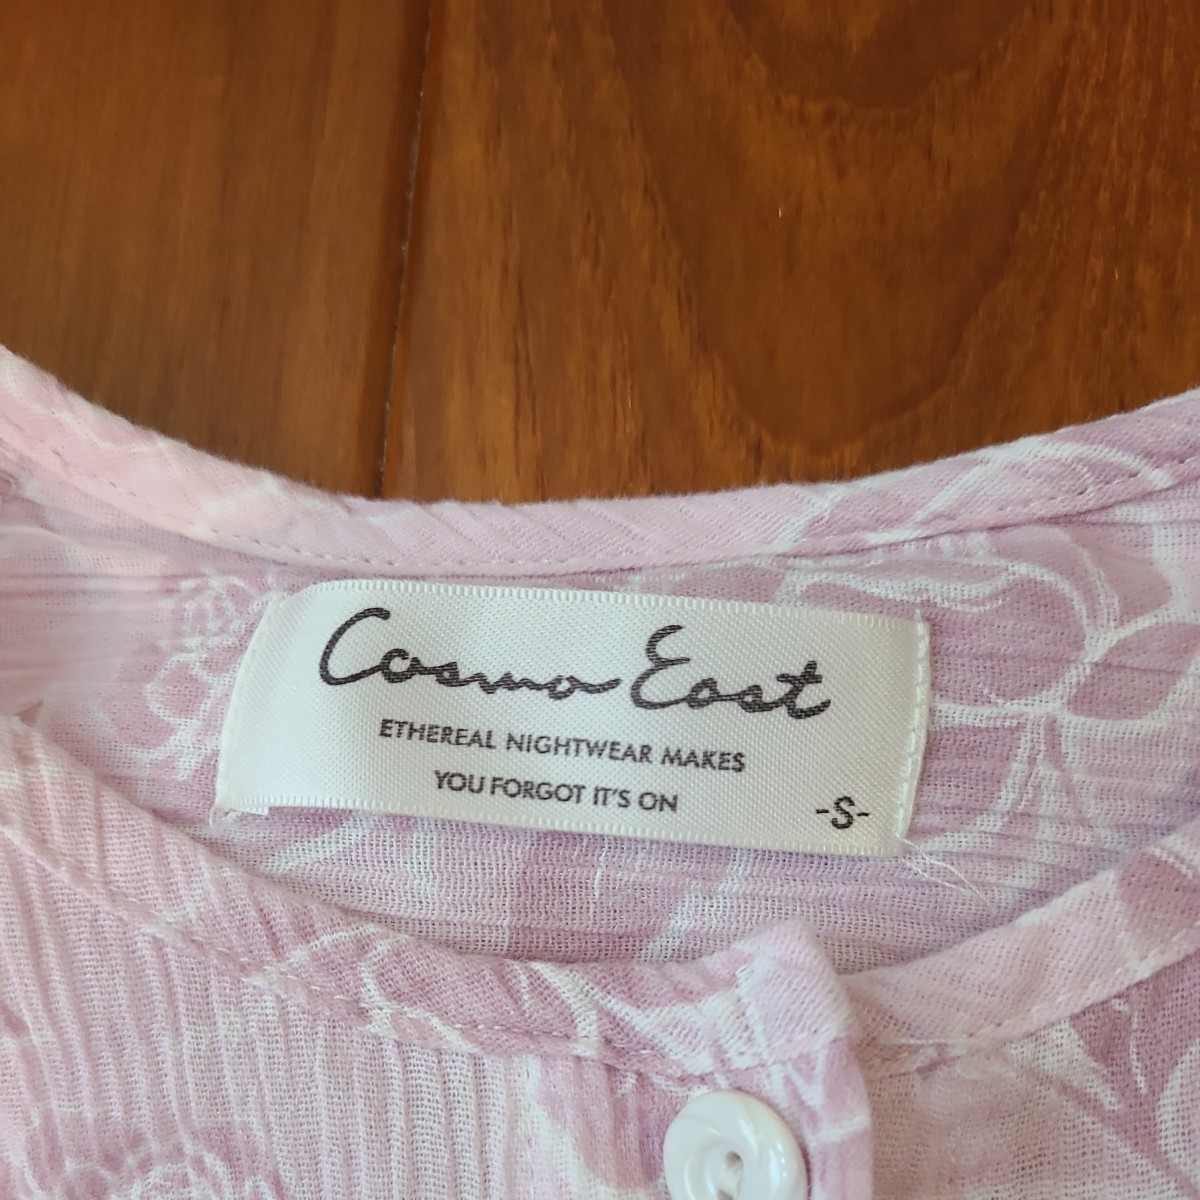 Cosmo East
ETHEREAL NIGHTWEAR MAKES
YOU FORGOT IT'S ON
-S-